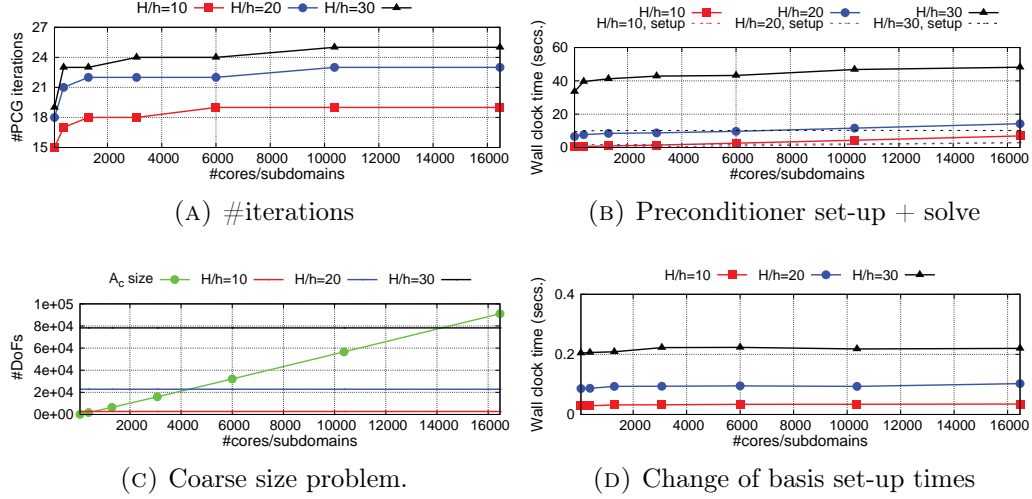 H/h=10 H/h=20 H/h=30
#PCG iterations
27
24
21
18
15
2000 4000 6000 8000 10000 12000 14000 16000
#cores/subdomains
(A) #iterations
H/h=10 H/h=20 H/h=30
H/h=10, setup H/h=20, setup H/h=30, setup
Wall clock time (secs.)
60
40
20
0
2000 4000 6000 8000 10000 12000 14000 16000
#cores/subdomains
(B) Preconditioner set-up + solve
A_c size H/h=10 H/h=20 H/h=30
#DoFs
1e+05
8e+04
6e+04
4e+04
2e+04
0e+00
2000 4000 6000 8000 10000 12000 14000 16000
#cores/subdomains
(C) Coarse size problem.
H/h=10 H/h=20 H/h=30
Wall clock time (secs.)
0.4
0.2
0
2000 4000 6000 8000 10000 12000 14000 16000
#cores/subdomains
(D) Change of basis set-up times